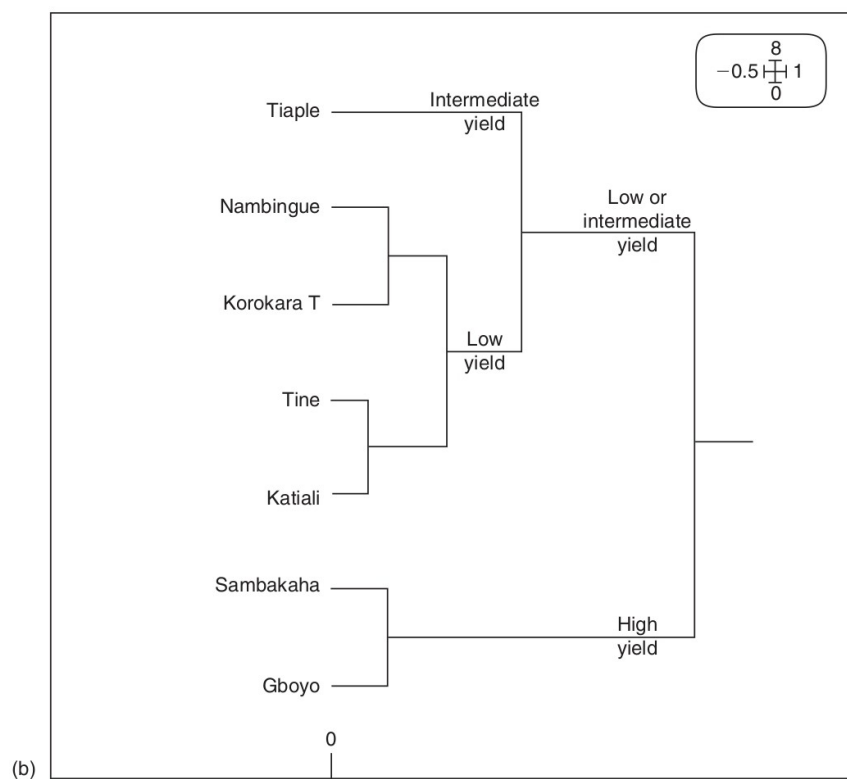 8
−0.5 1
0
Tiaple
Intermediate
yield
Nambingue
Low or
intermediate
yield
Korokara T
Low
yield
Tine
Katiali
Sambakaha
High
yield
Gboyo
0
(b)